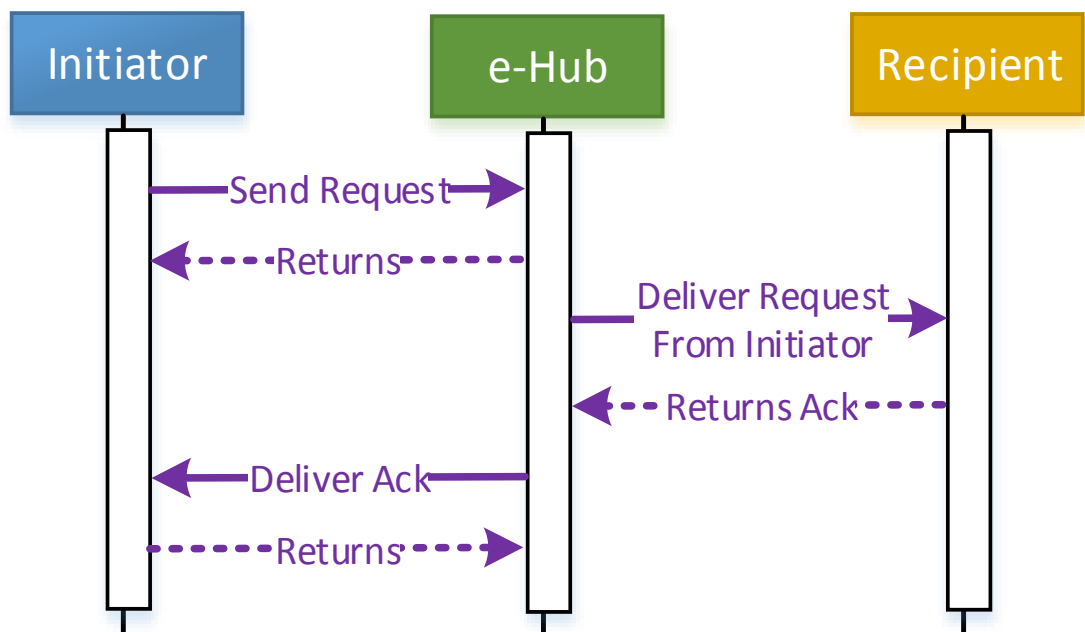 Initiator
e-Hub
Recipient
Send Request
Returns
Deliver Request
From Initiator
Returns Ack
Deliver Ack
Returns